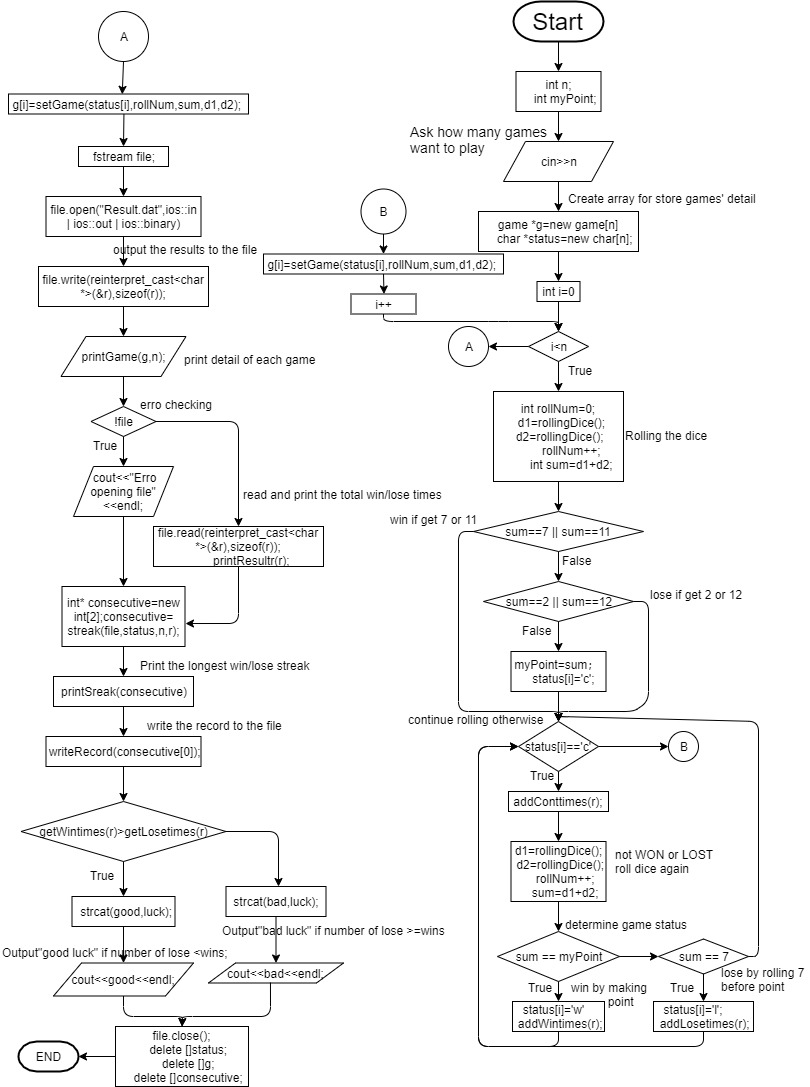 Start
int n;
int myPoint;
Ask how many games
want to play
cin>>n
Create array for store games' detail
game *g=new game[n]
char *status=new char[n];
int i=0
B
g[i]=setGame(status[i],rollNum,sum,d1,d2);
i++
A
i<n
True
int rollNum=0;
d1=rollingDice();
d2=rollingDice();
rollNum++;
int sum=d1+d2;
Rolling the dice
win if get 7 or 11
sum==7 || sum==11
False
sum==2 || sum==12
lose if get 2 or 12
False
myPoint=sum;
status[i]='c';
continue rolling otherwise
status[i]=='c'
B
True
addConttimes(r);
d1=rollingDice();
d2=rollingDice();
rollNum++;
sum=d1+d2;
not WON or LOST
roll dice again
determine game status
sum == myPoint
sum == 7
True
win by making
point
True
lose by rolling 7
before point
status[i]='w'
addWintimes(r);
status[i]='l';
addLosetimes(r);
A
g[i]=setGame(status[i],rollNum,sum,d1,d2);
fstream file;
file.open("Result.dat",ios::in
| ios::out | ios::binary)
output the results to the file
file.write(reinterpret_cast<char
*>(&r),sizeof(r));
printGame(g,n);
print detail of each game
erro checking
!file
True
cout<<"Erro
opening file"
<<endl;
read and print the total win/lose times
file.read(reinterpret_cast<char
*>(&r),sizeof(r));
printResultr(r);
int* consecutive=new
int[2];consecutive=
streak(file,status,n,r);
Print the longest win/lose streak
printSreak(consecutive)
write the record to the file
writeRecord(consecutive[0]);
getWintimes(r)>getLosetimes(r)
True
strcat(good,luck);
strcat(bad,luck);
Output"good luck" if number of lose <wins;
Output"bad luck" if number of lose >=wins
cout<<good<<endl;
cout<<bad<<endl;
file.close();
delete []status;
delete []g;
delete []consecutive;
END